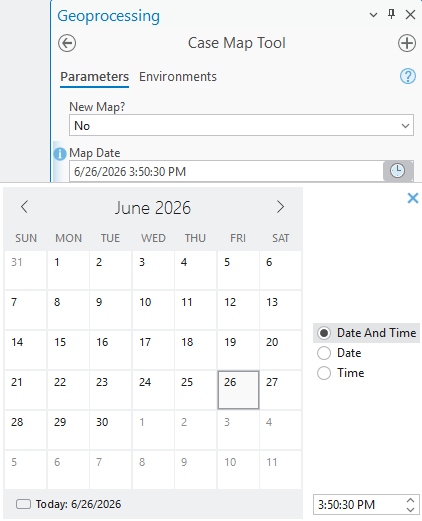 Geoprocessing
Case Map Tool
Parameters Environments
New Map?
No
Map Date
6/26/2026 3:50:30 PM
June 2026
SUN MON TUE WED THU FRI SAT
31 1 2 3 4 5 6
7 8 9 10 11 12 13
14 15 16 17 18 19 20
21 22 23 24 25 26 27
28 29 30 1 2 3 4
5 6 7 8 9 10 11
Date And Time
Date
Time
Today: 6/26/2026
3:50:30 PM